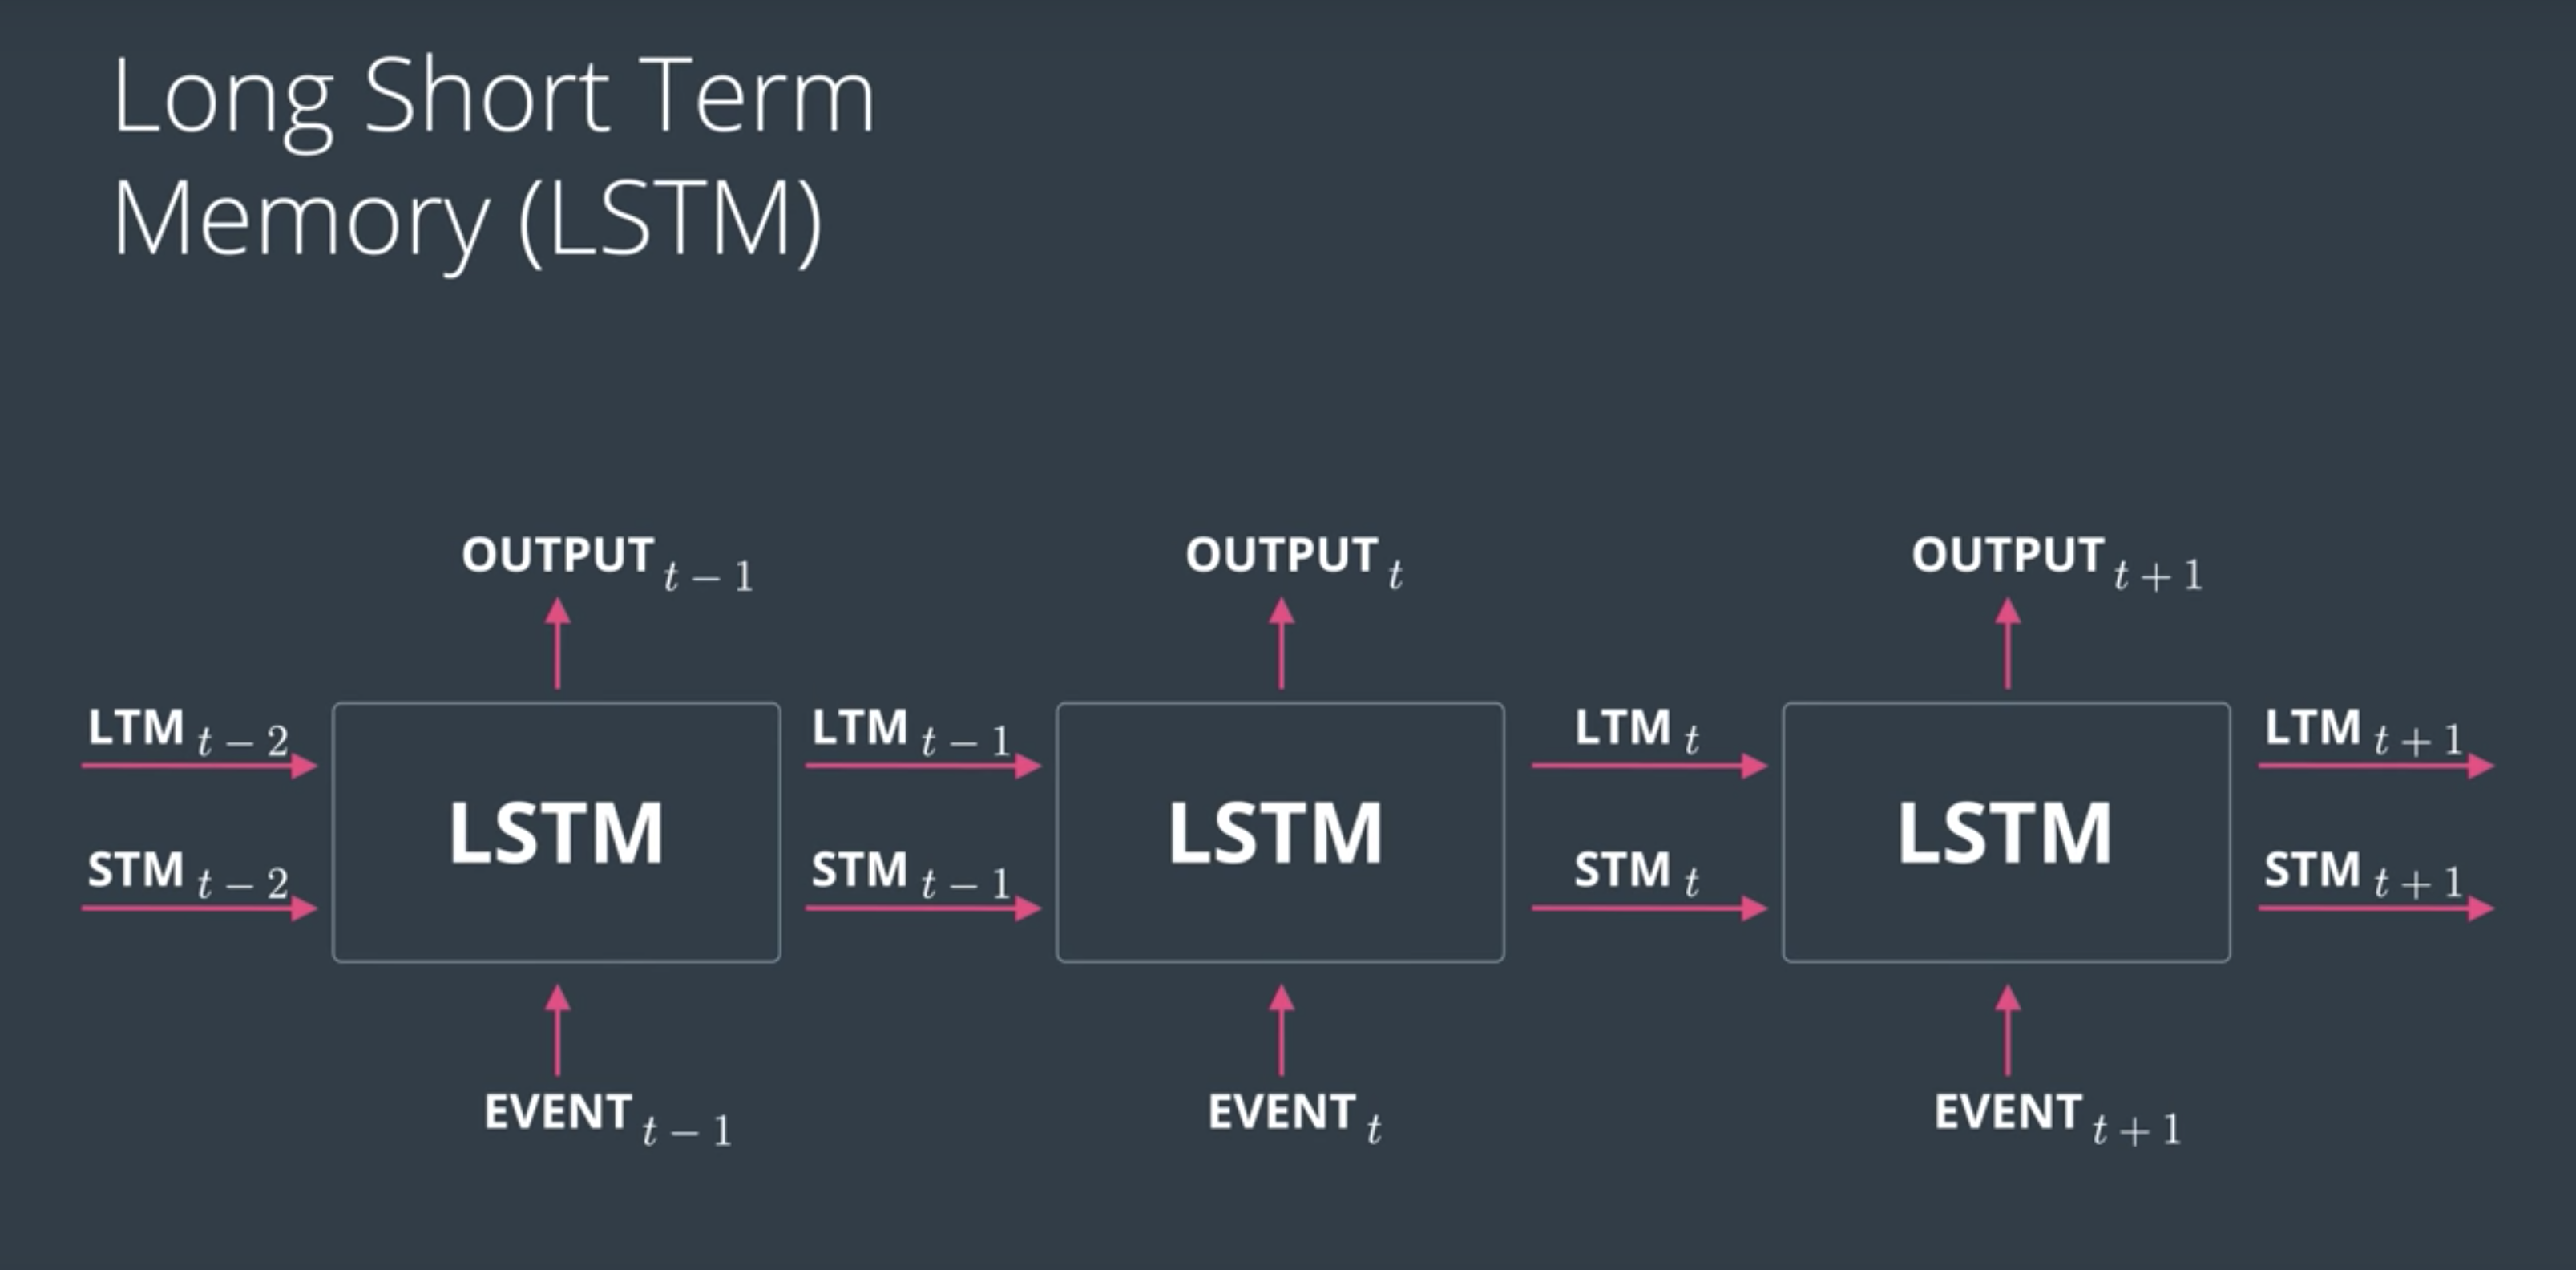 Long Short Term
Memory (LSTM)
OUTPUT t − 1
OUTPUT t
OUTPUT t + 1
LTM t − 2
LTM t − 1
LTM t
LTM t + 1
LSTM
LSTM
LSTM
STM t − 2
STM t − 1
STM t
STM t + 1
EVENT t − 1
EVENT t
EVENT t + 1